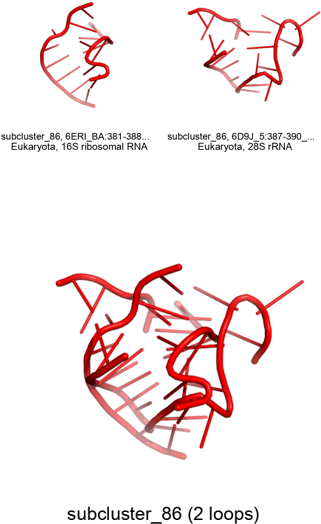 subcluster_86, 6ERI_BA:381-388...
Eukaryota, 16S ribosomal RNA
subcluster_86, 6D9J_5:387-390_...
Eukaryota, 28S rRNA
subcluster_86 (2 loops)